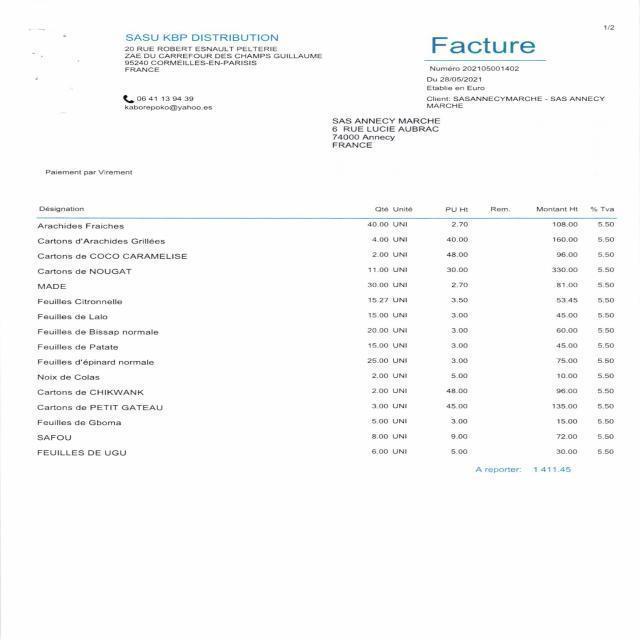 1/2
SASU KBP DISTRIBUTION
20 RUE ROBERT ESNAULT PELTERIE
ZAE DU CARREFOUR DES CHAMPS GUILLAUME
95240 CORMEILLES-EN-PARISIS
FRANCE
06 41 13 94 39
kaborepoko@yahoo.es
Facture
Numéro 202105001402
Du 28/05/2021
Etablie en Euro
Client: SASANNECYMARCHE - SAS ANNECY
MARCHE
SAS ANNECY MARCHE
6 RUE LUCIE AUBRAC
74000 Annecy
FRANCE
Paiement par Virement
Désignation Qté Unité PU Ht Rem. Montant Ht % Tva
Arachides Fraiches 40.00 UNI 2.70 108.00 5.50
Cartons d'Arachides Grillées 4.00 UNI 40.00 160.00 5.50
Cartons de COCO CARAMELISE 2.00 UNI 48.00 96.00 5.50
Cartons de NOUGAT 11.00 UNI 30.00 330.00 5.50
MADE 30.00 UNI 2.70 81.00 5.50
Feuilles Citronnelle 15.27 UNI 3.50 53.45 5.50
Feuilles de Lalo 15.00 UNI 3.00 45.00 5.50
Feuilles de Bissap normale 20.00 UNI 3.00 60.00 5.50
Feuilles de Patate 15.00 UNI 3.00 45.00 5.50
Feuilles d'épinard normale 25.00 UNI 3.00 75.00 5.50
Noix de Colas 2.00 UNI 5.00 10.00 5.50
Cartons de CHIKWANK 2.00 UNI 48.00 96.00 5.50
Cartons de PETIT GATEAU 3.00 UNI 45.00 135.00 5.50
Feuilles de Gboma 5.00 UNI 3.00 15.00 5.50
SAFOU 8.00 UNI 9.00 72.00 5.50
FEUILLES DE UGU 6.00 UNI 5.00 30.00 5.50
A reporter: 1 411.45